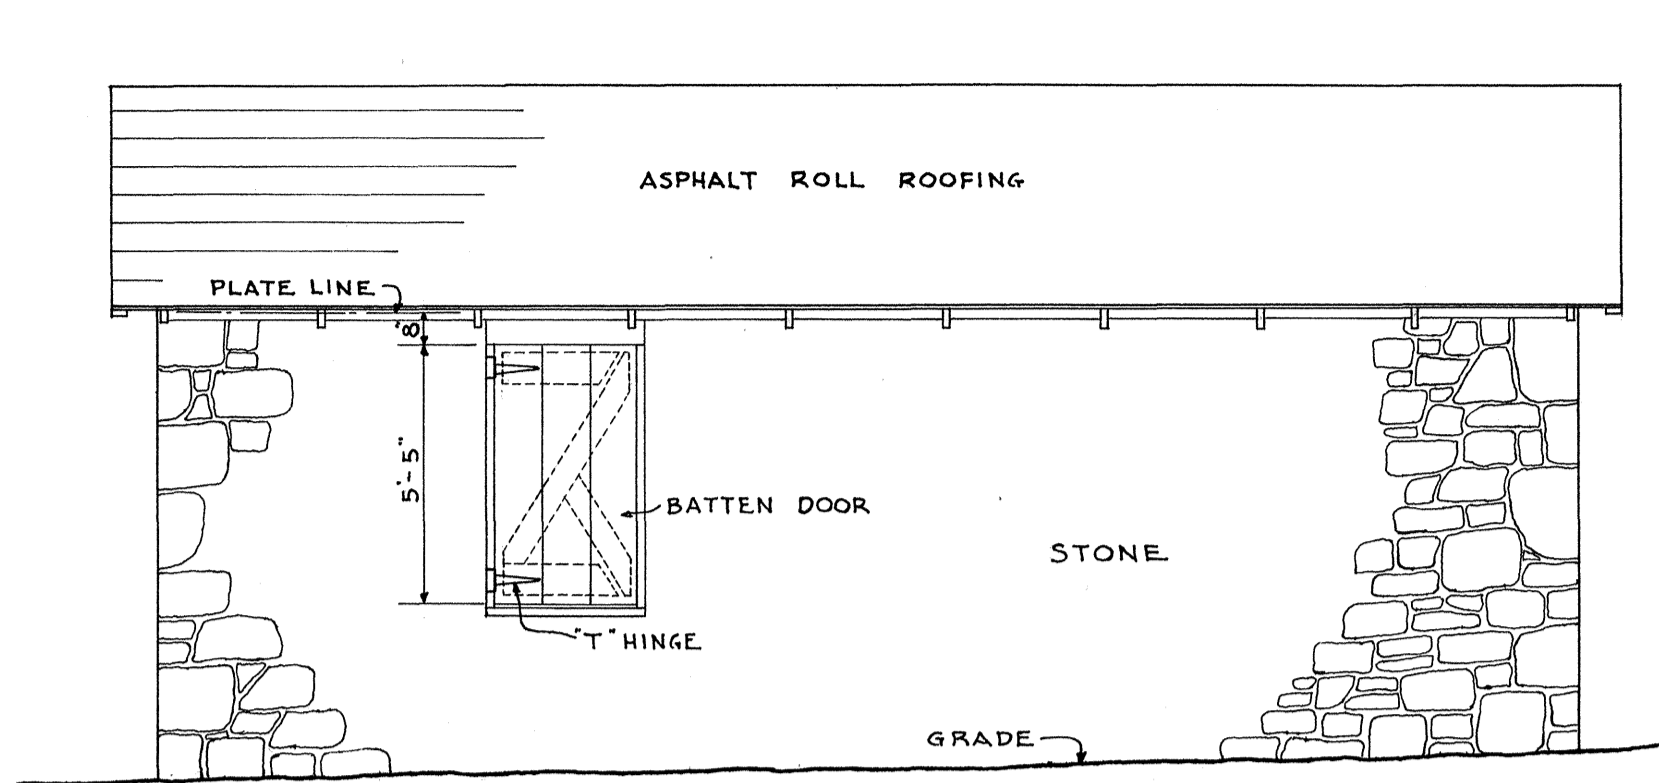 ASPHALT ROLL ROOFING
PLATE LINE
8"
5'-5"
BATTEN DOOR
STONE
"T" HINGE
GRADE